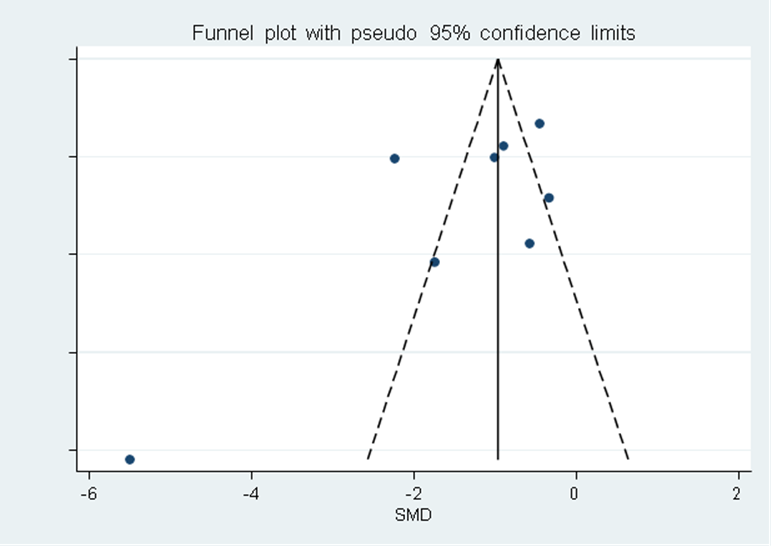 Funnel plot with pseudo 95% confidence limits
-6 -4 -2 0 2
SMD